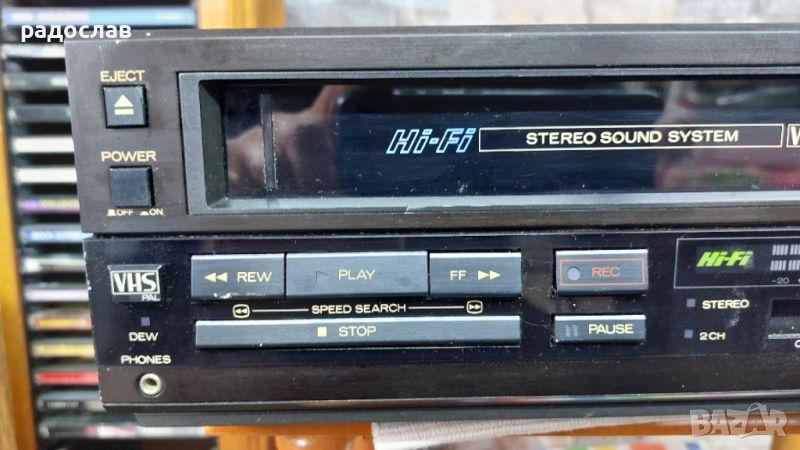 радослав
EJECT
POWER
OFF ON
Hi-Fi STEREO SOUND SYSTEM V
VHS
PAL
REW PLAY FF REC
Hi-Fi
-20
SPEED SEARCH
STEREO
DEW
STOP PAUSE
2CH
PHONES
BAZAR